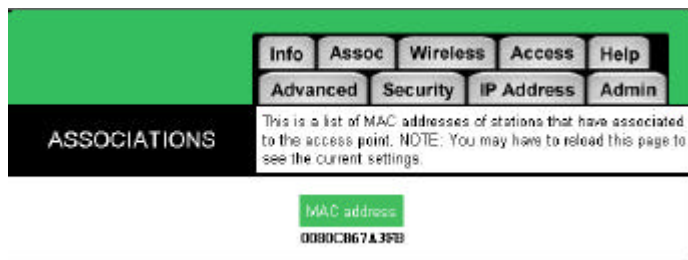 Info Assoc Wireless Access Help
Advanced Security IP Address Admin
ASSOCIATIONS
This is a list of MAC addresses of stations that have associated
to the access point. NOTE: You may have to reload this page to
see the current settings.
MAC address
0080C867A3FB